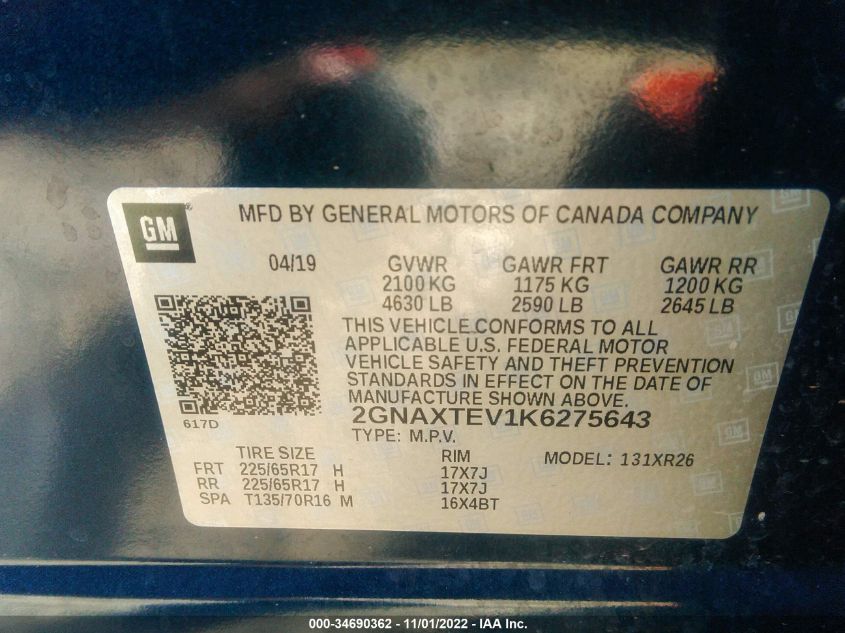 GM
MFD BY GENERAL MOTORS OF CANADA COMPANY
04/19 GVWR GAWR FRT GAWR RR
2100 KG 1175 KG 1200 KG
4630 LB 2590 LB 2645 LB
THIS VEHICLE CONFORMS TO ALL
APPLICABLE U.S. FEDERAL MOTOR
VEHICLE SAFETY AND THEFT PREVENTION
STANDARDS IN EFFECT ON THE DATE OF
MANUFACTURE SHOWN ABOVE.
617D
2GNAXTEV1K6275643
TYPE: M.P.V.
TIRE SIZE RIM MODEL: 131XR26
FRT 225/65R17 H 17X7J
RR 225/65R17 H 17X7J
SPA T135/70R16 M 16X4BT
000-34690362 - 11/01/2022 - IAA Inc.